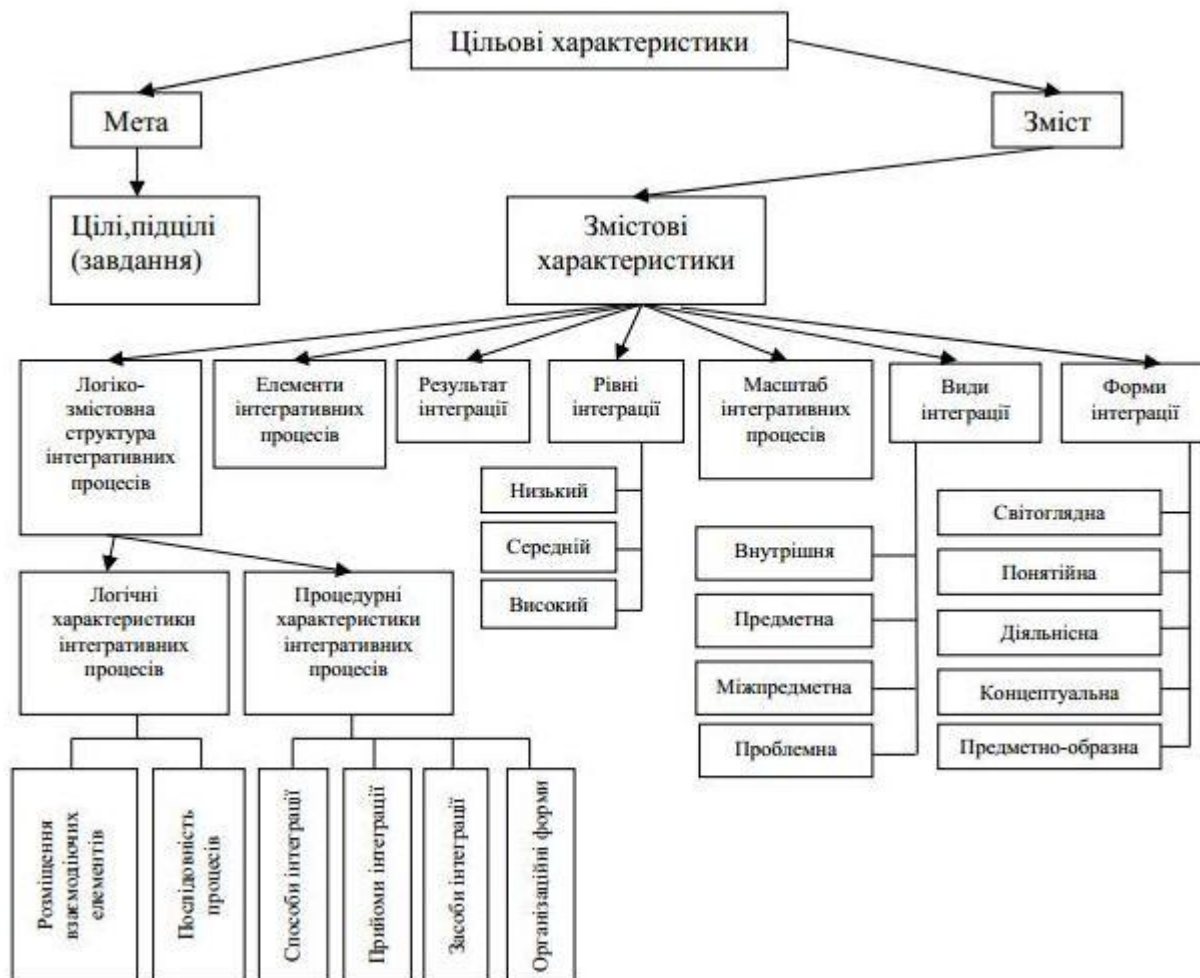 Цільові характеристики
Мета
Зміст
Цілі,підцілі
(завдання)
Змістові
характеристики
Логіко-
змістовна
структура
інтегративних
процесів
Елементи
інтегративних
процесів
Результат
інтеграції
Рівні
інтеграції
Масштаб
інтегративних
процесів
Види
інтеграції
Форми
інтеграції
Низький
Середній
Високий
Внутрішня
Предметна
Міжпредметна
Проблемна
Світоглядна
Понятійна
Діяльнісна
Концептуальна
Предметно-образна
Логічні
характеристики
інтегративних
процесів
Процедурні
характеристики
інтегративних
процесів
Розміщення
взаємодіючих
елементів
Послідовність
процесів
Способи інтеграції
Прийоми інтеграції
Засоби інтеграції
Організаційні форми